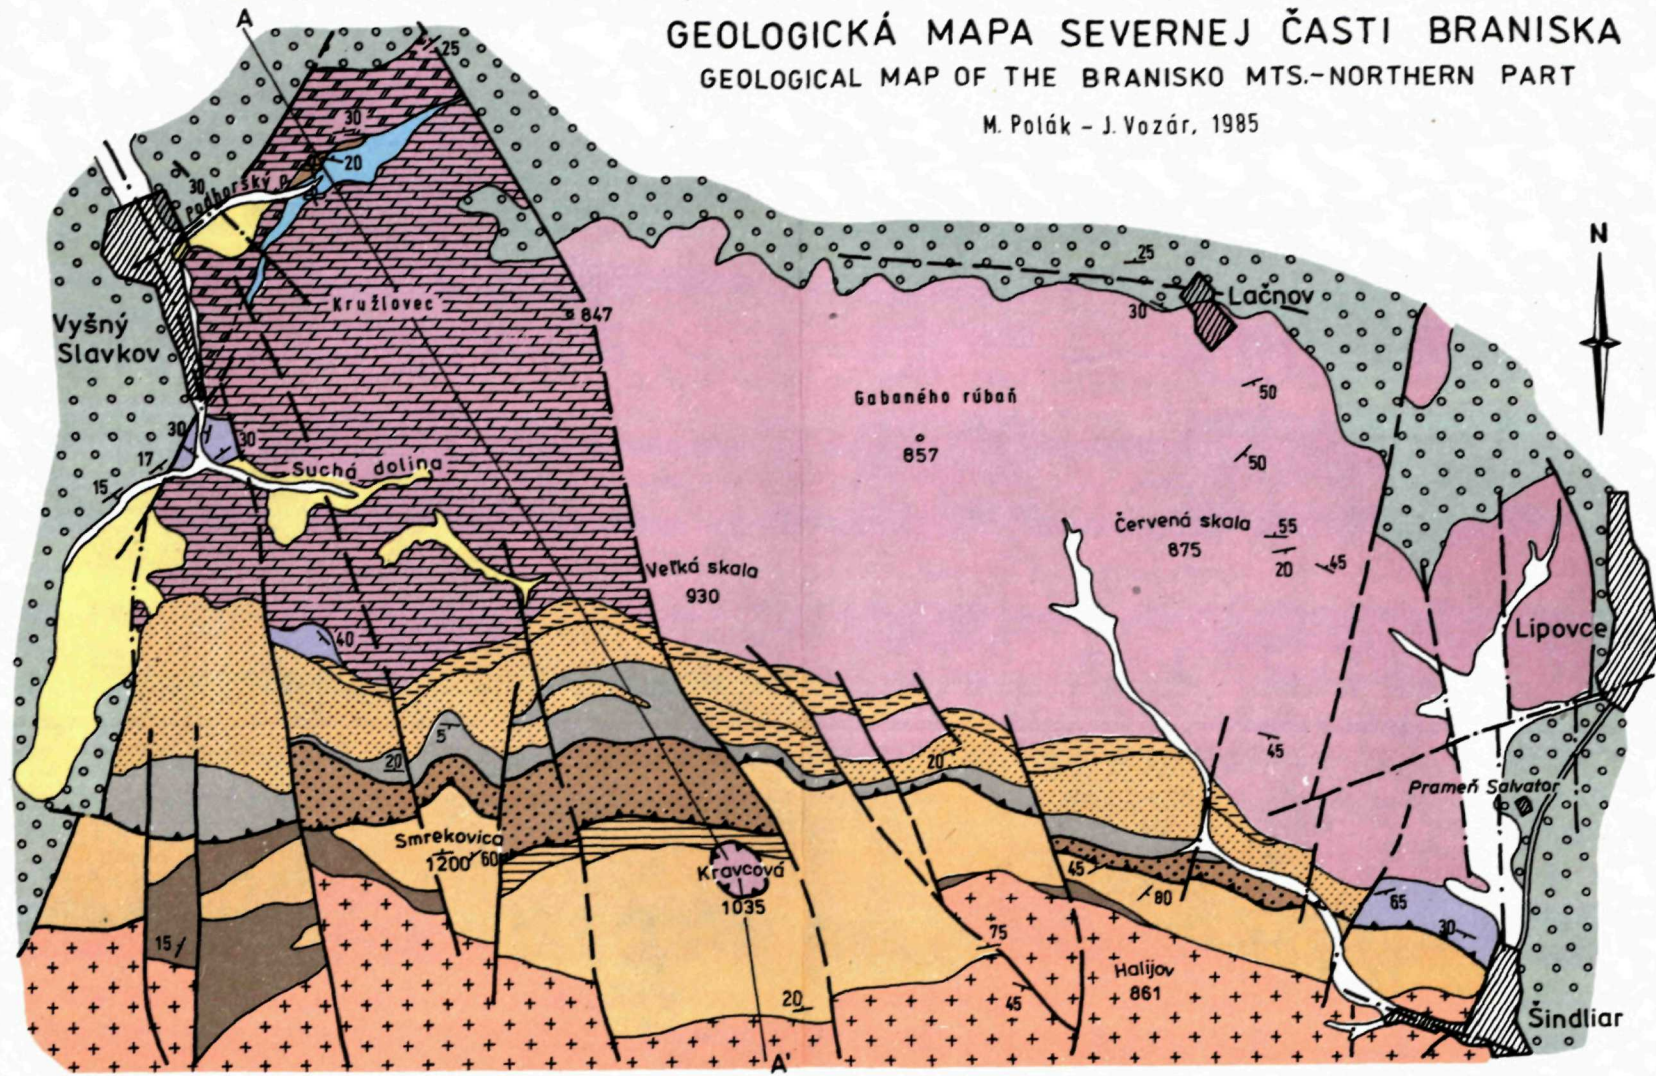 GEOLOGICKÁ MAPA SEVERNEJ ČASTI BRANISKA
GEOLOGICAL MAP OF THE BRANISKO MTS.-NORTHERN PART
M. Polák - J. Vozár, 1985
A
25
30
20
30
Podhorský p.
N
25
Lačnov
30
Kružlovec
847
Vyšný
Slavkov
Gabaného rúbaň
857
50
50
30
30
17
15
Suchá dolina
Červená skala
875
55
20
45
Veľká skala
930
40
Lipovce
5
20
20
45
Prameň Salvator
Smrekovica
1200
60
Kravcová
1035
45
80
65
30
15
75
Halijov
861
45
20
Šindliar
A'